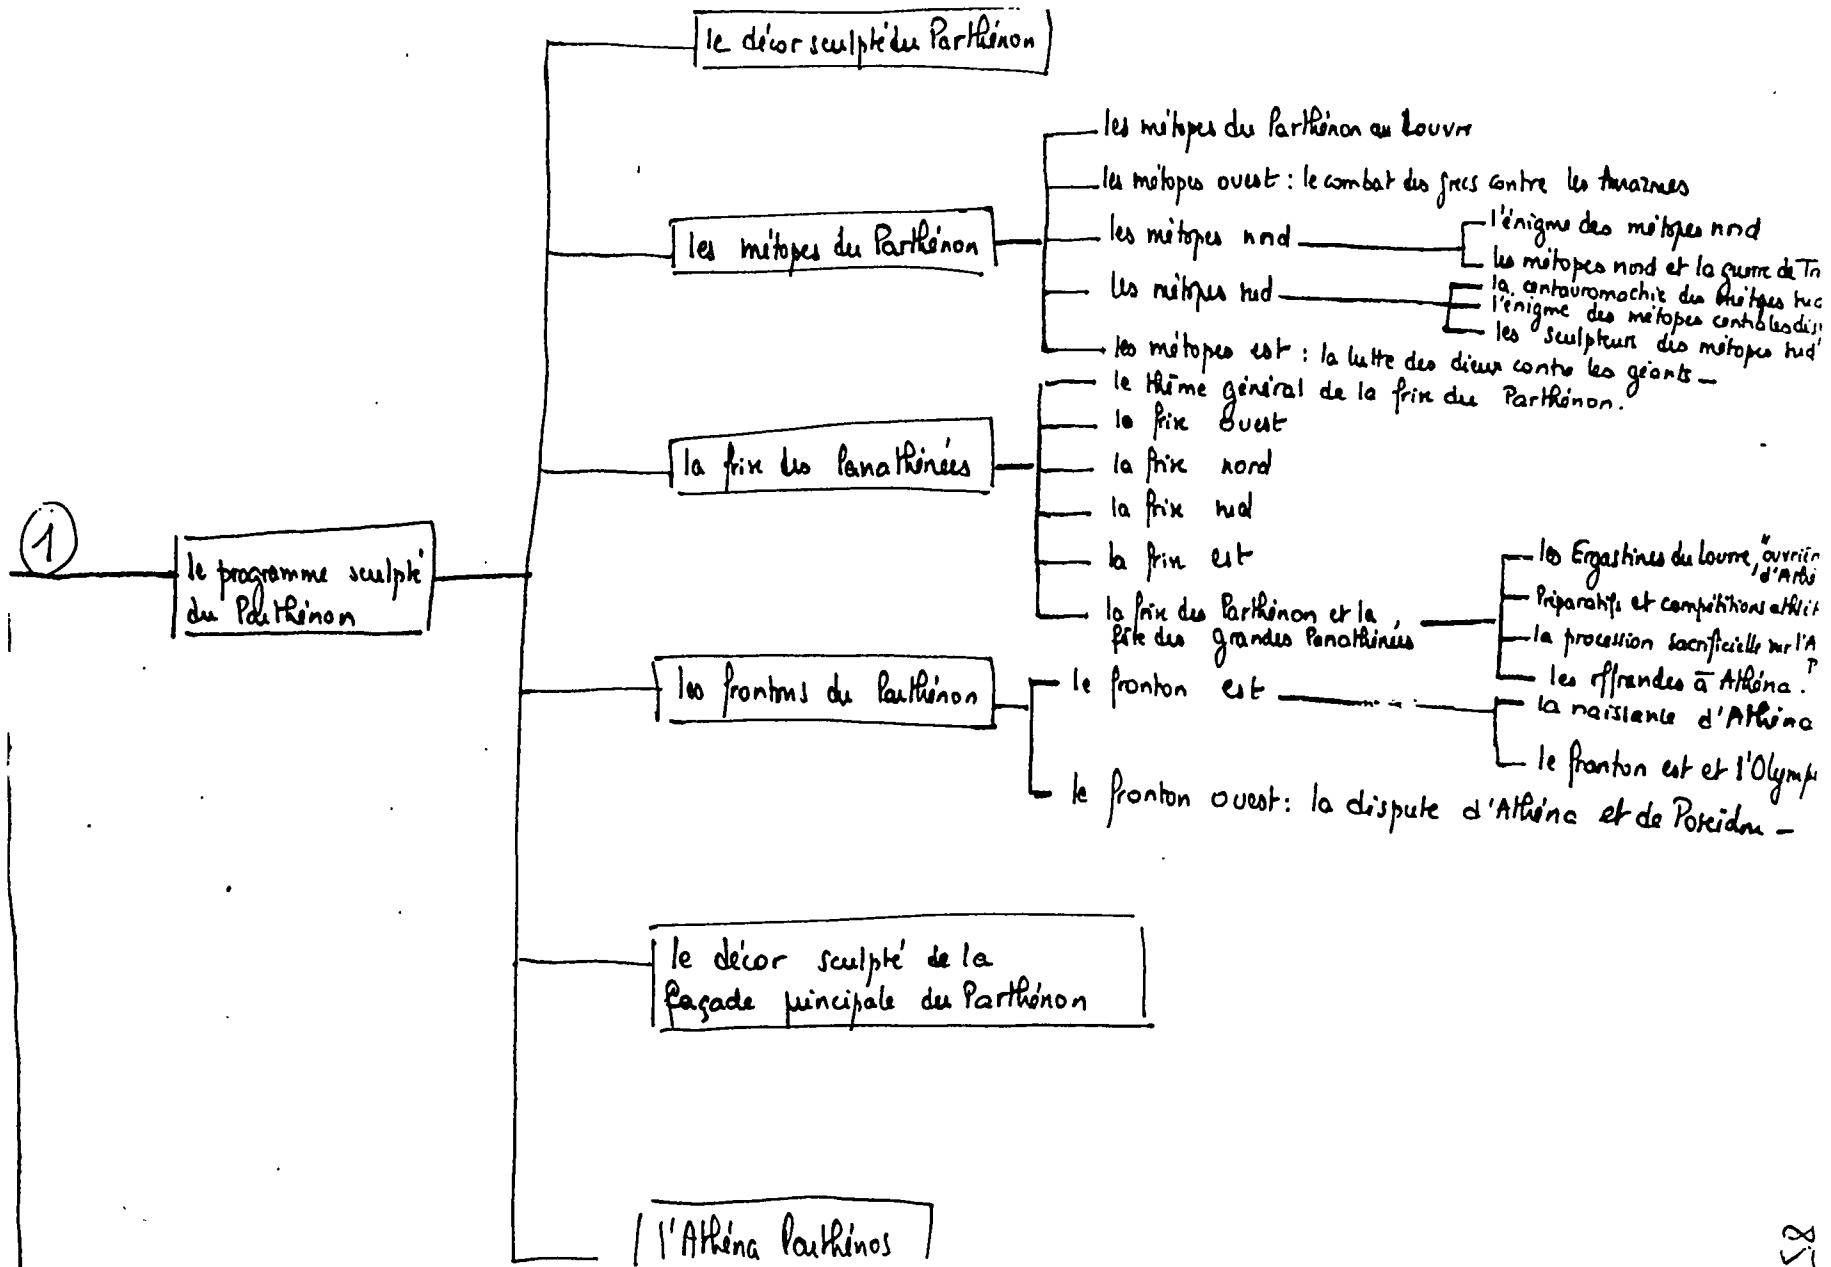 le décor sculpté du Parthénon
les métopes du Parthénon au Louvre
les métopes ouest : le combat des grecs contre les Amazones
les métopes du Parthénon
les métopes nord
l'énigme des métopes nord
les métopes nord et la guerre de Tr
les métopes sud
la centauromachie des métopes sud
l'énigme des métopes centrales dis
les sculpteurs des métopes sud
les métopes est : la lutte des dieux contre les géants -
la frise des Panathénées
le thème général de la frise du Parthénon.
la frise ouest
la frise nord
la frise sud
la frise est
la frise du Parthénon et la
fête des grandes Panathénées
les Ergastines du Louvre, "ouvrièr
d'Athé
Préparatifs et compétitions athlét
la procession sacrificielle sur l'A
les offrandes à Athéna.
1
le programme sculpté
du Parthénon
les frontons du Parthénon
le fronton est
la naissance d'Athéna
le fronton est et l'Olymp
le fronton ouest : la dispute d'Athéna et de Poseidon -
le décor sculpté de la
façade principale du Parthénon
l'Athéna Parthénos